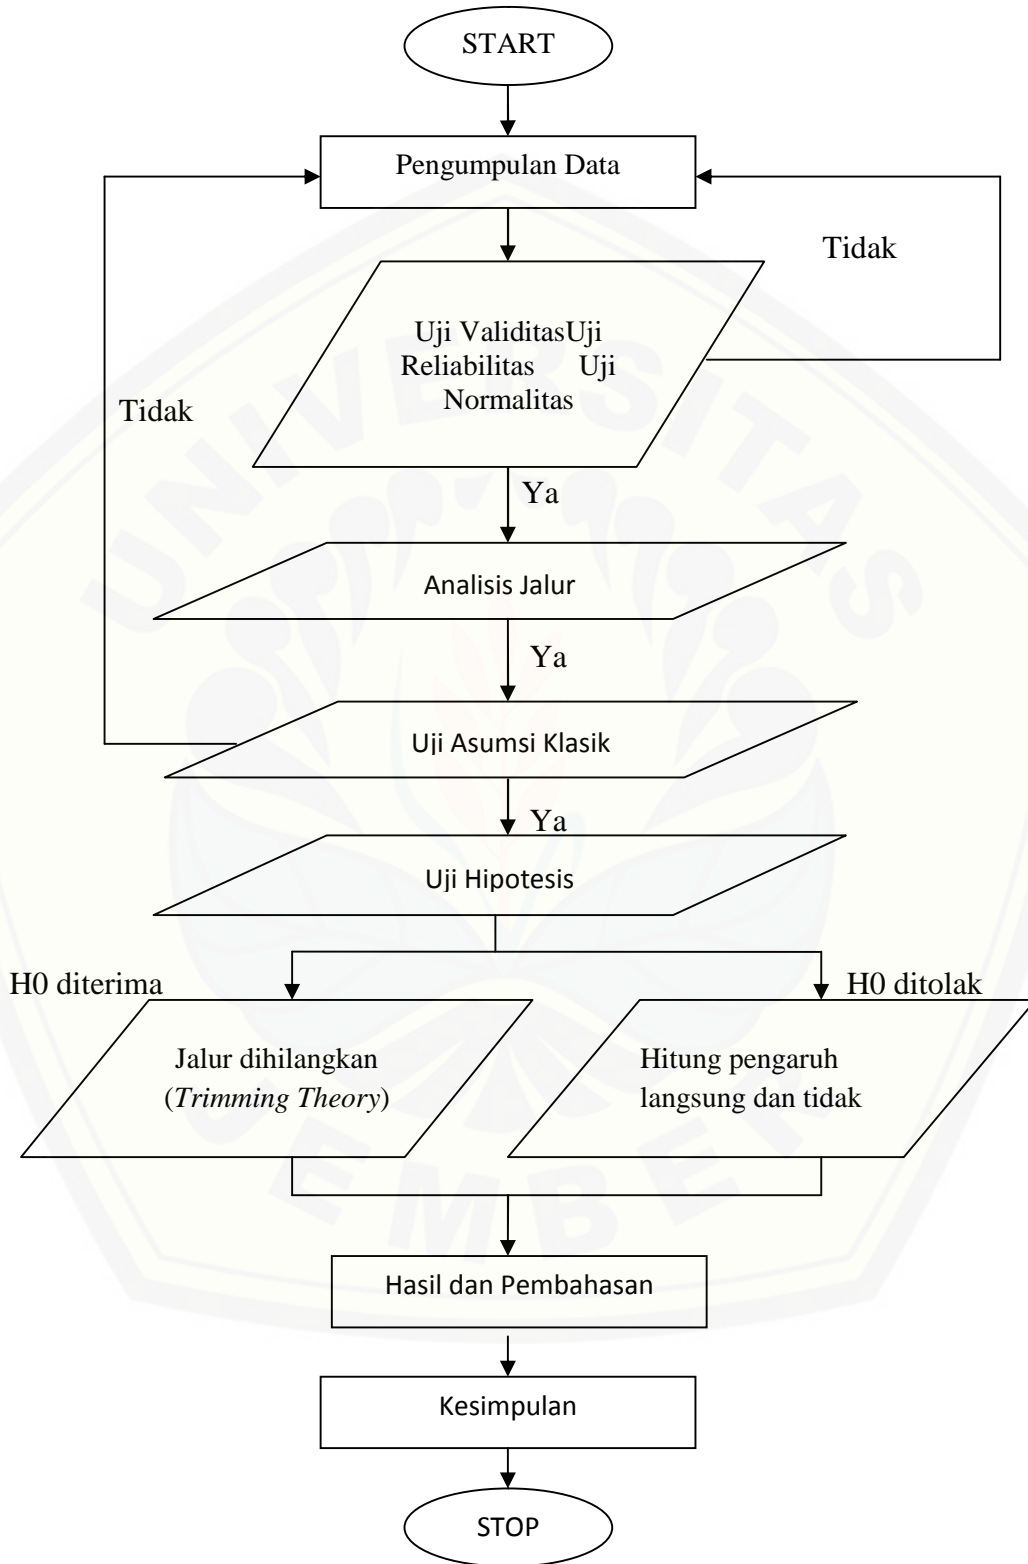 START
Pengumpulan Data
Tidak
Uji ValiditasUji
Reliabilitas Uji
Normalitas
Tidak
Ya
Analisis Jalur
Ya
Uji Asumsi Klasik
Ya
Uji Hipotesis
H0 diterima
H0 ditolak
Jalur dihilangkan
(Trimming Theory)
Hitung pengaruh
langsung dan tidak
Hasil dan Pembahasan
Kesimpulan
STOP
UNIVERSITAS
JEMBER